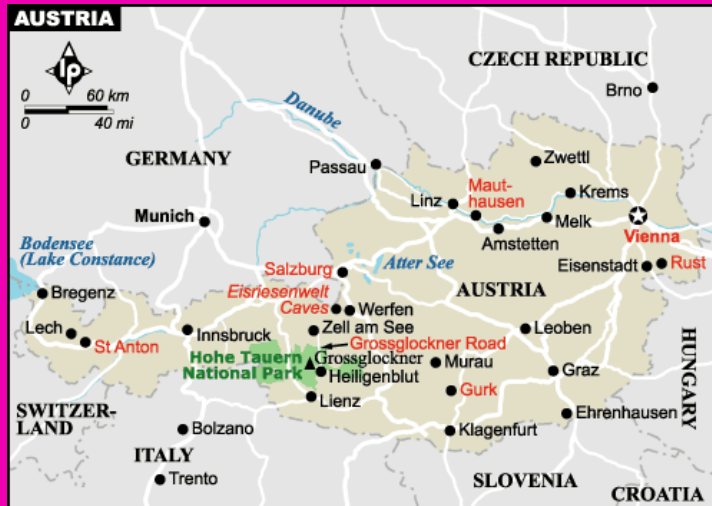 AUSTRIA
lp
0 60 km
0 40 mi
CZECH REPUBLIC
Brno
Danube
GERMANY
Passau
Zwettl
Linz
Maut-
hausen
Krems
Munich
Melk
Amstetten
Vienna
Bodensee
(Lake Constance)
Salzburg
Atter See
Eisenstadt
Rust
Bregenz
Eisriesenwelt
Caves
Werfen
AUSTRIA
Lech
St Anton
Innsbruck
Zell am See
Leoben
Grossglockner Road
Hohe Tauern
National Park
Grossglockner
Heiligenblut
Murau
Graz
HUNGARY
Gurk
Lienz
SWITZER-
LAND
Ehrenhausen
Bolzano
Klagenfurt
ITALY
Trento
SLOVENIA
CROATIA